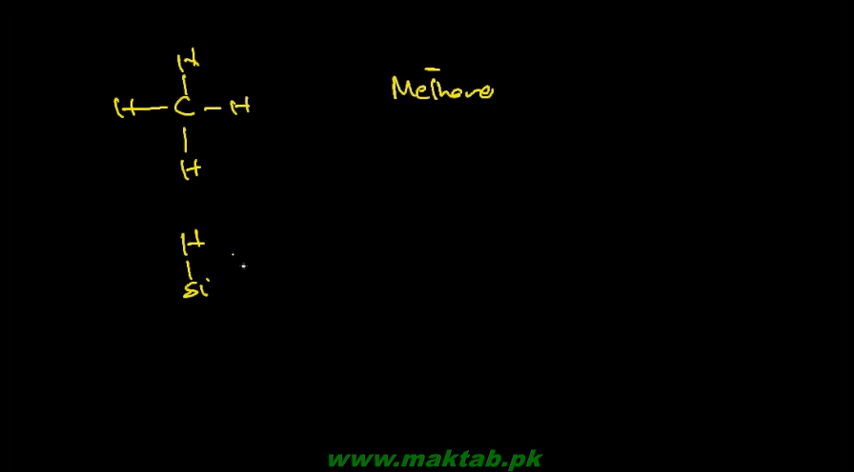 H
H — C — H
Methane
H
H
Si
www.maktab.pk